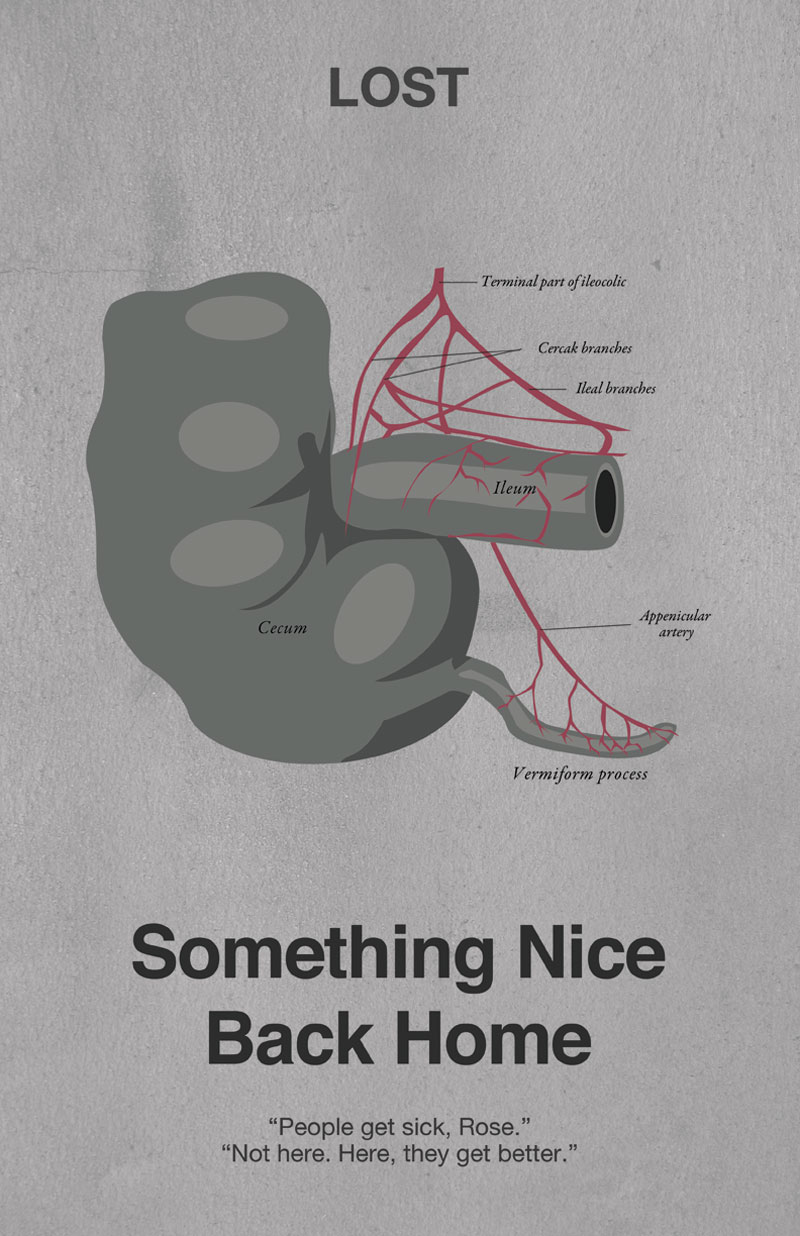 LOST
Terminal part of ileocolic
Cercak branches
Ileal branches
Ileum
Appenicular
artery
Cecum
Vermiform process
Something Nice
Back Home
“People get sick, Rose.”
“Not here. Here, they get better.”